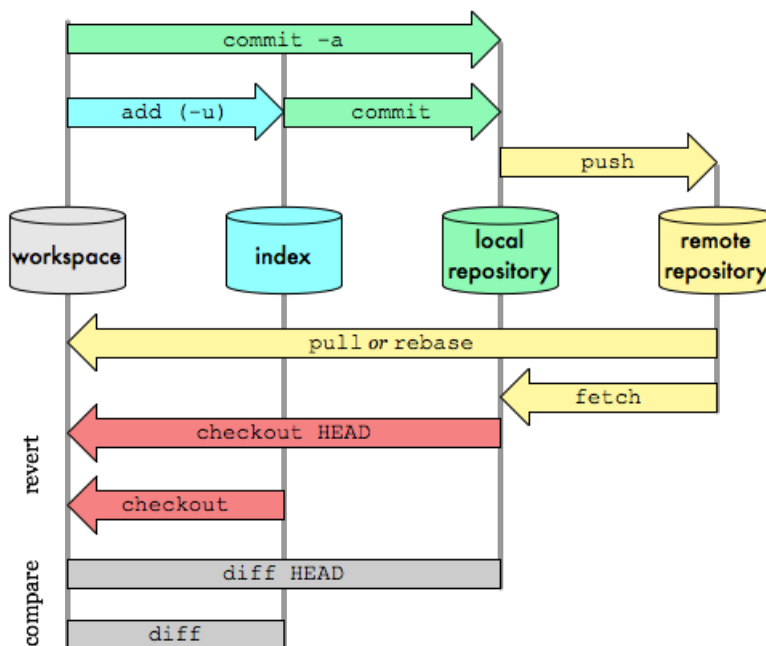 commit -a
add (-u)
commit
push
workspace
index
local
repository
remote
repository
pull or rebase
fetch
revert
checkout HEAD
checkout
compare
diff HEAD
diff